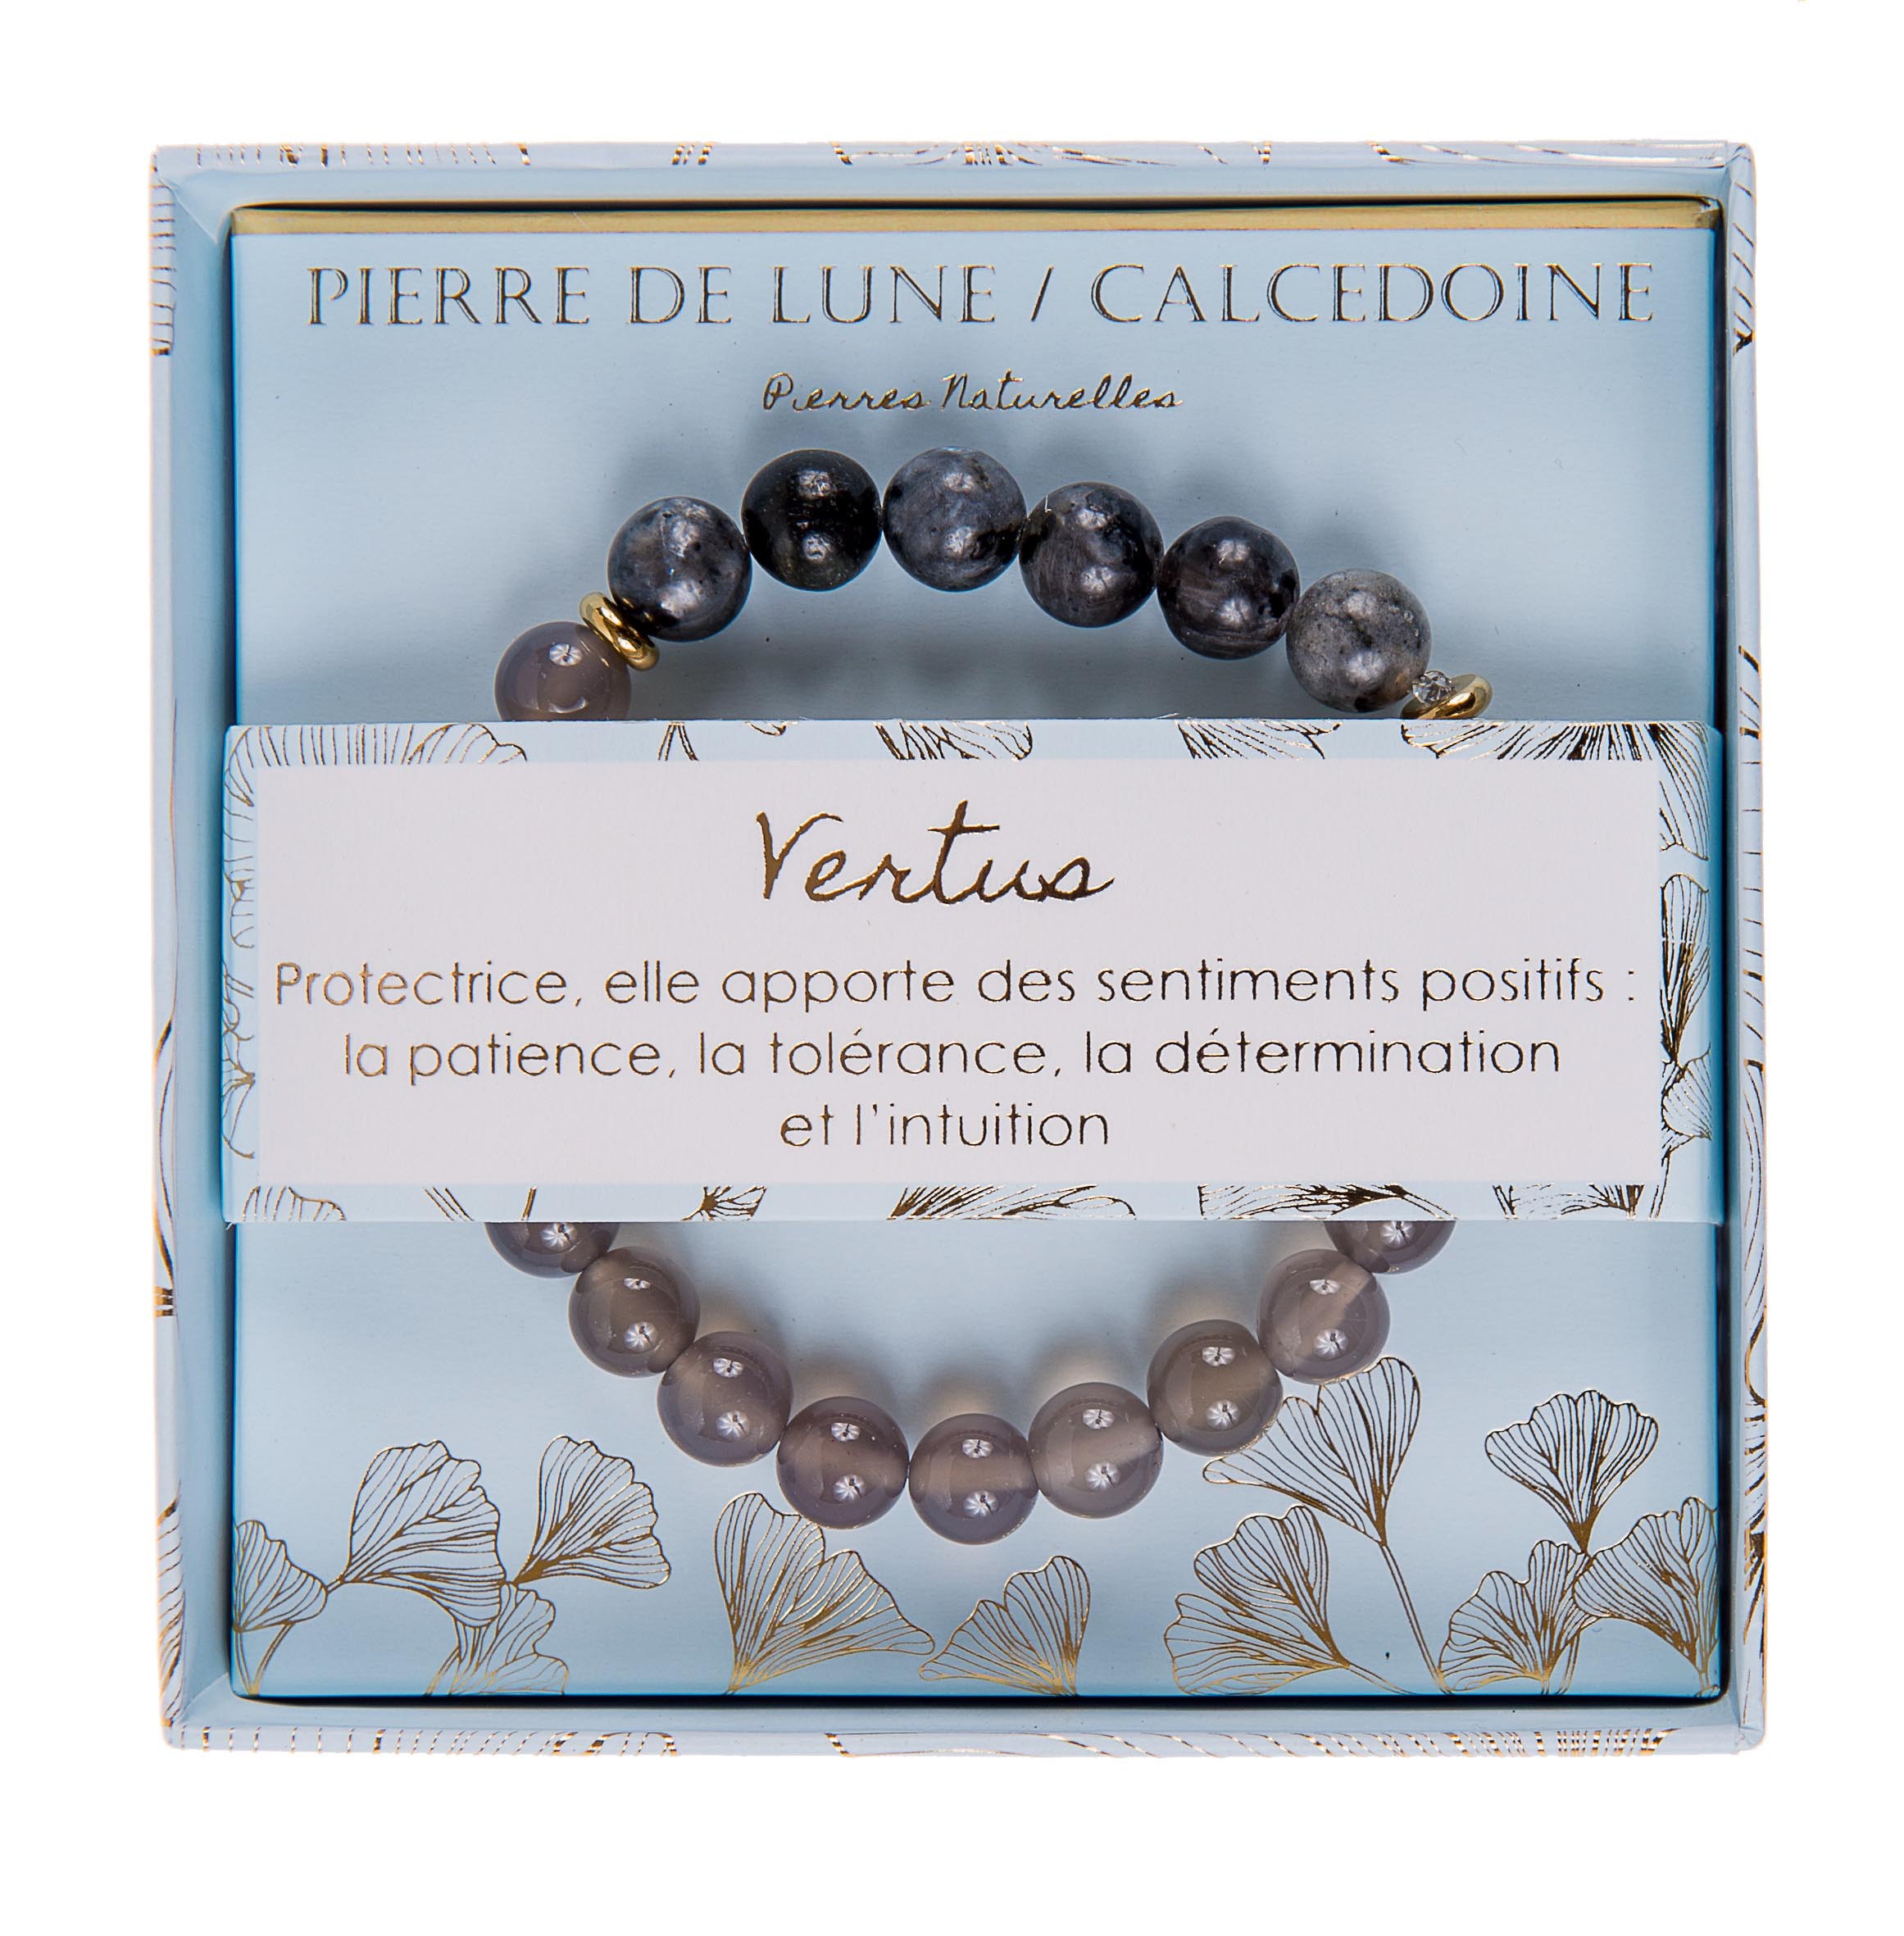 PIERRE DE LUNE / CALCEDOINE
Pierres Naturelles
Vertus
Protectrice, elle apporte des sentiments positifs :
la patience, la tolérance, la détermination
et l'intuition